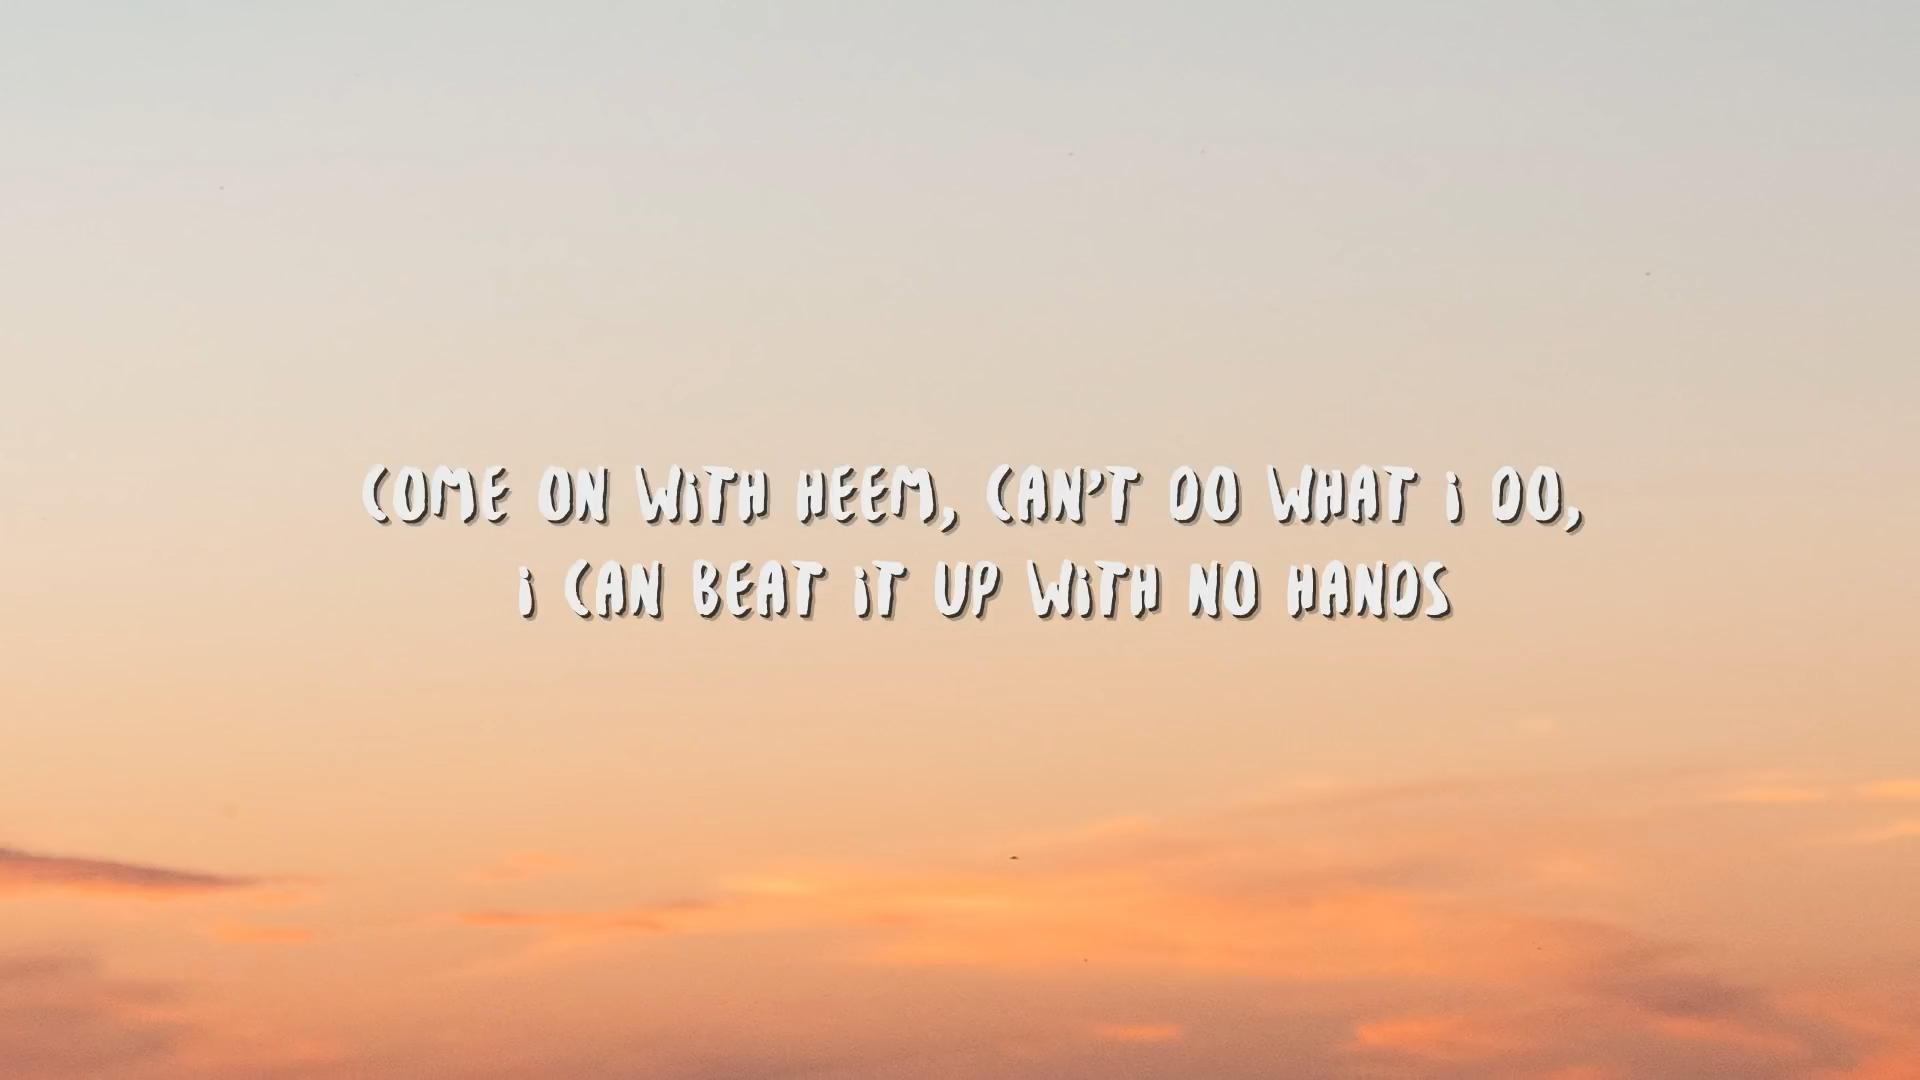 COME ON WiTH HEEM, CAN'T DO WHAT i DO,
i CAN BEAT iT UP WiTH NO HANDS